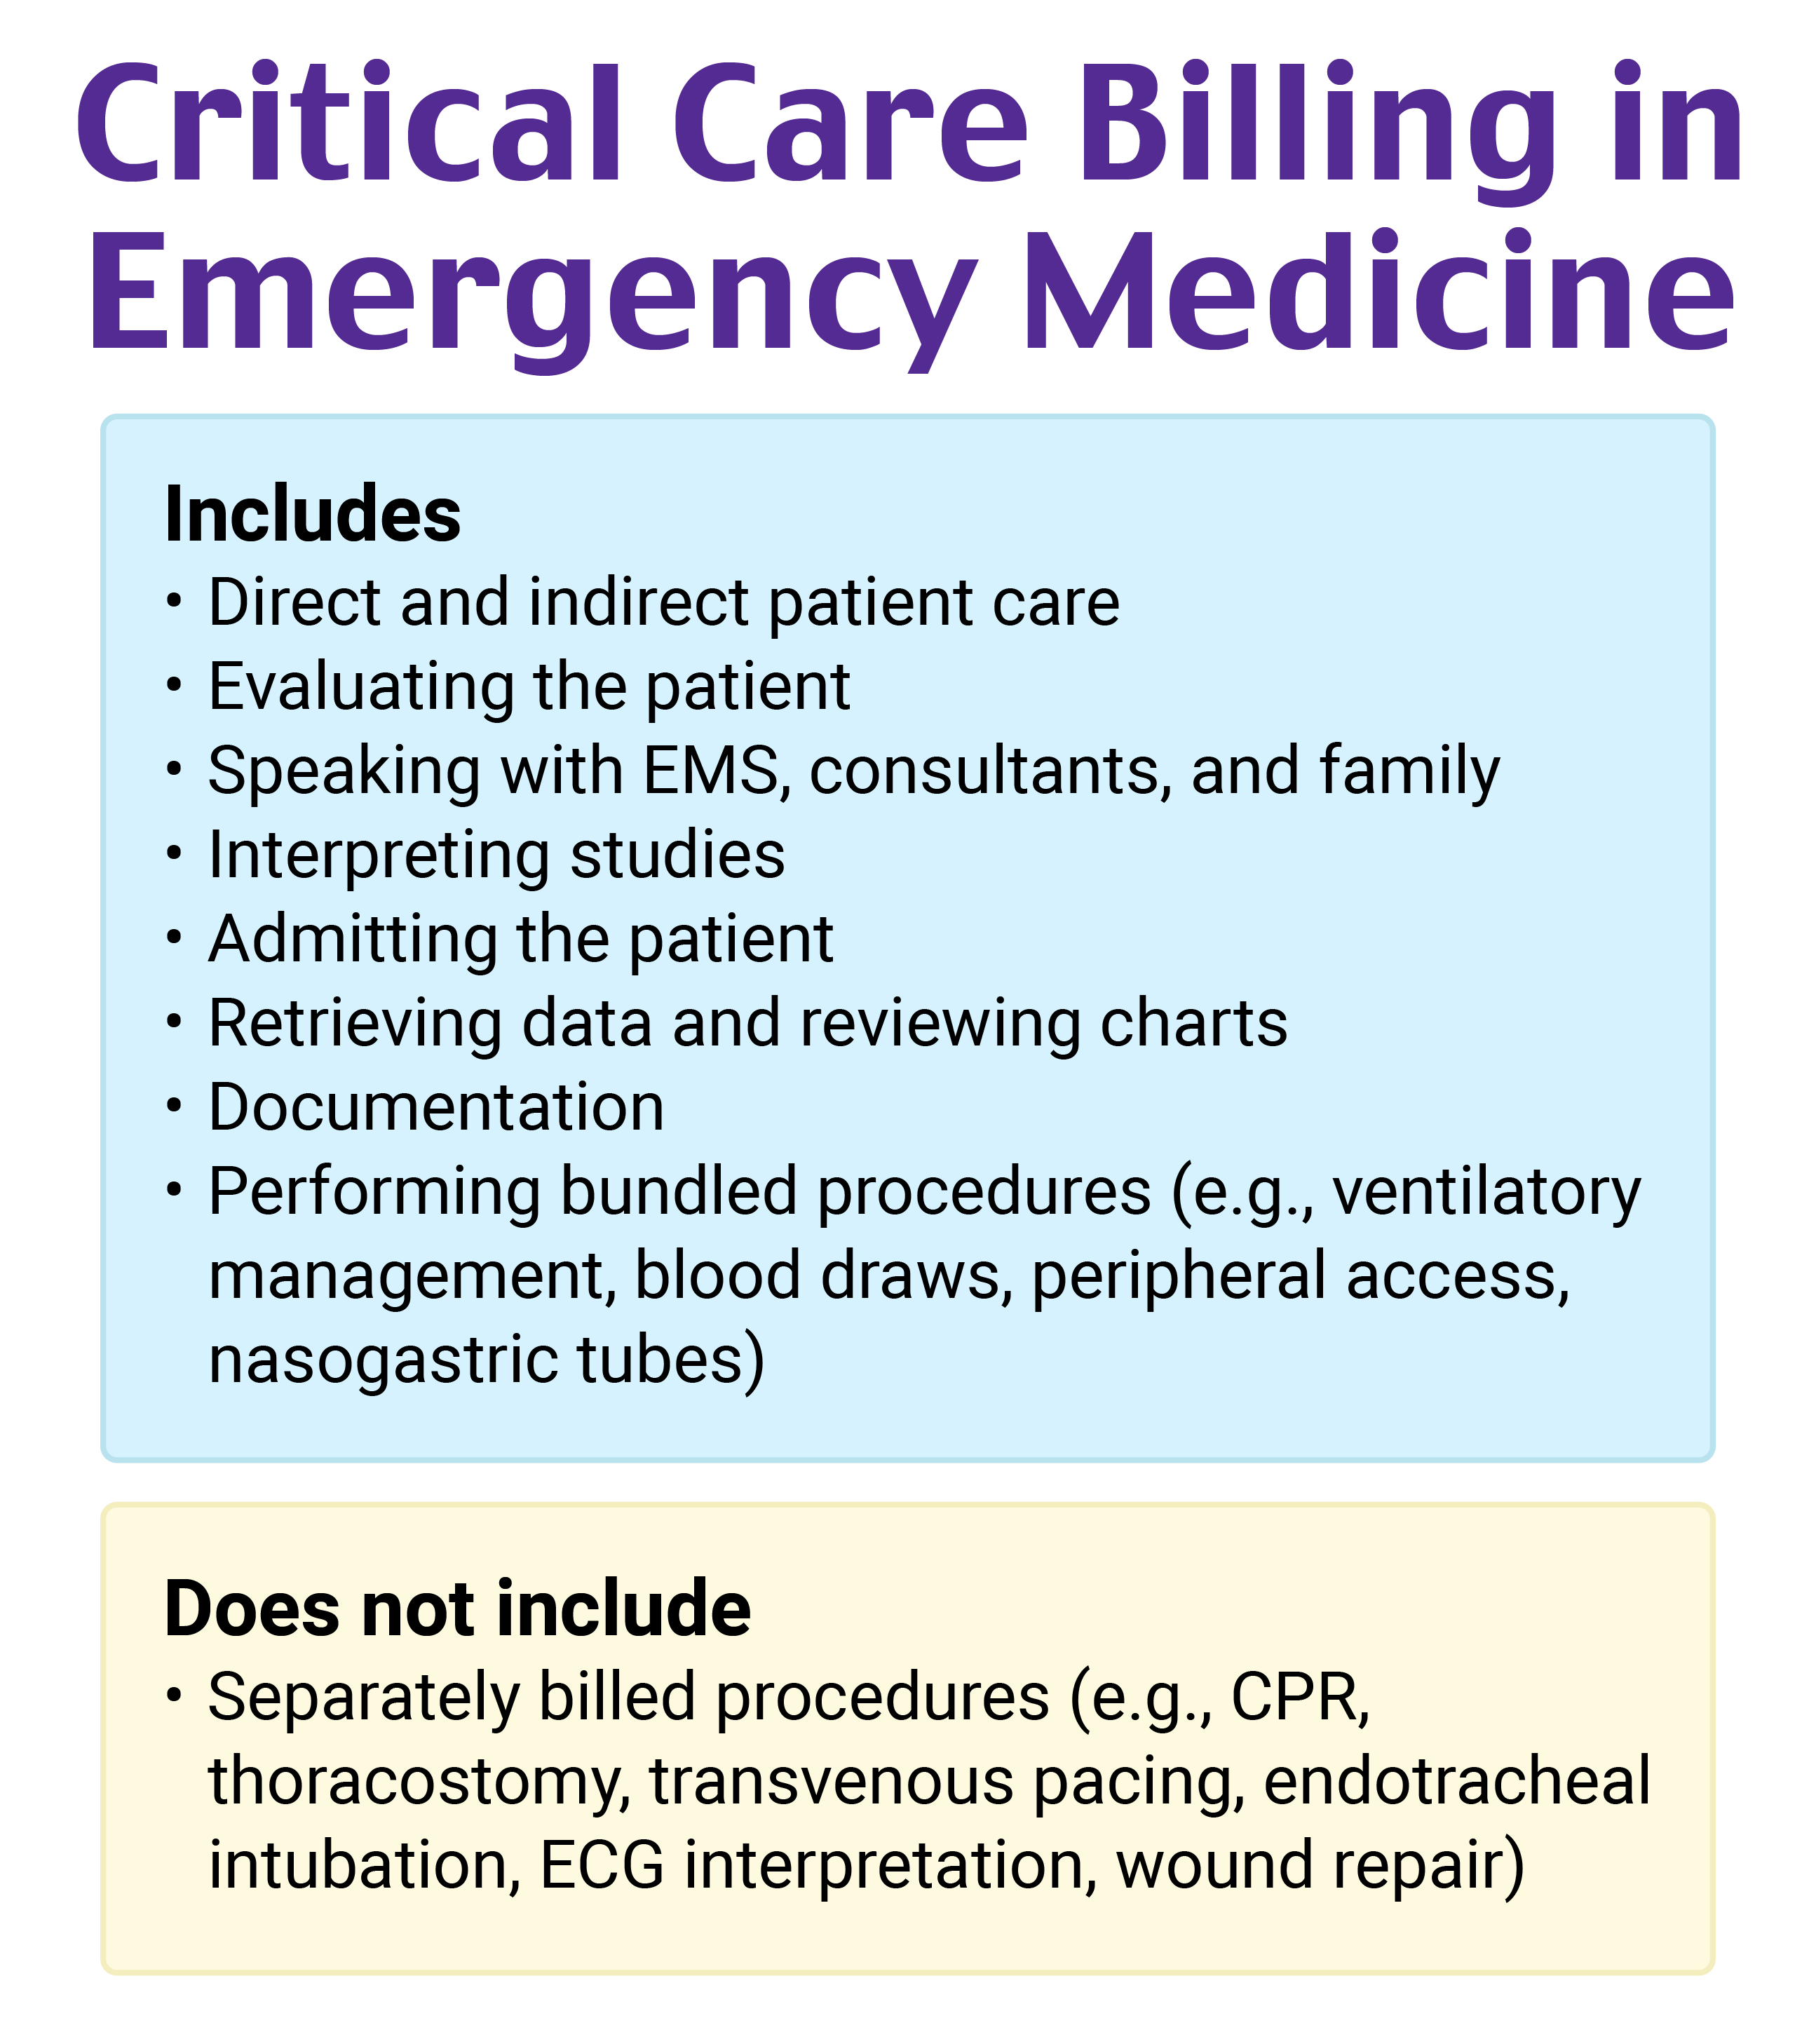 Critical Care Billing in
Emergency Medicine
Includes
• Direct and indirect patient care
• Evaluating the patient
• Speaking with EMS, consultants, and family
• Interpreting studies
• Admitting the patient
• Retrieving data and reviewing charts
• Documentation
• Performing bundled procedures (e.g., ventilatory
management, blood draws, peripheral access,
nasogastric tubes)
Does not include
• Separately billed procedures (e.g., CPR,
thoracostomy, transvenous pacing, endotracheal
intubation, ECG interpretation, wound repair)